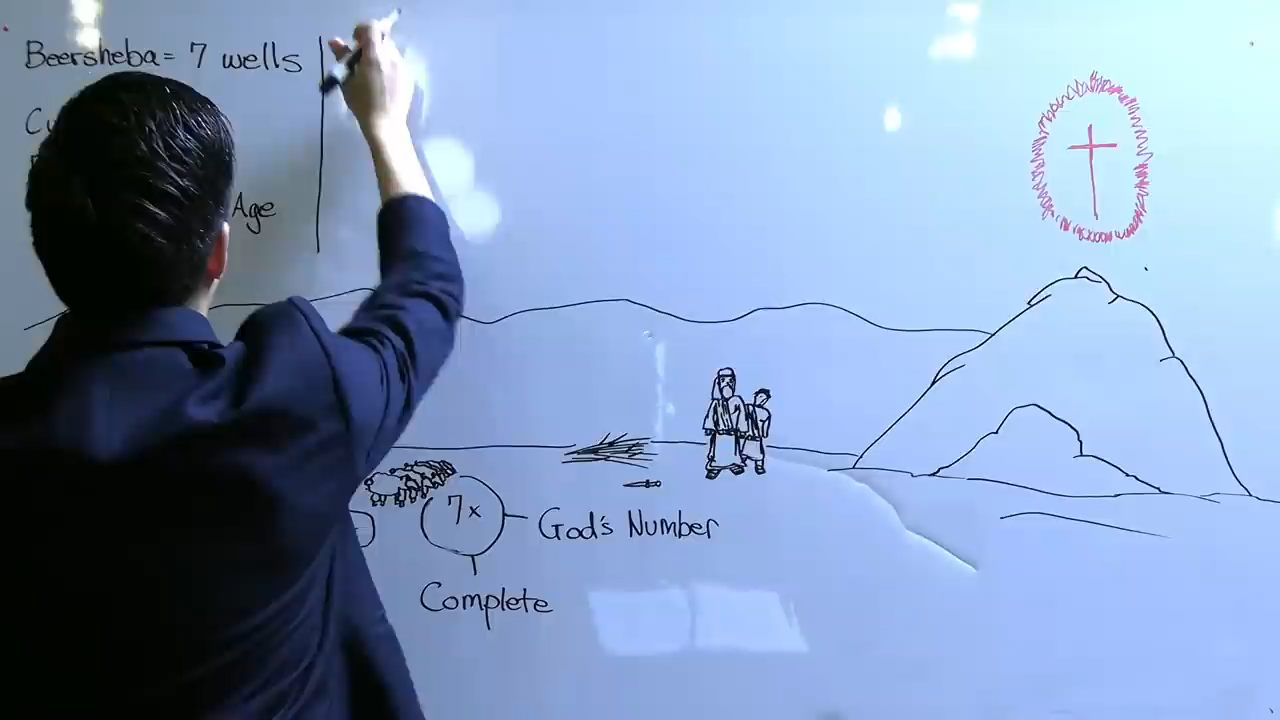 Beersheba = 7 wells
Age
7x
God's Number
Complete